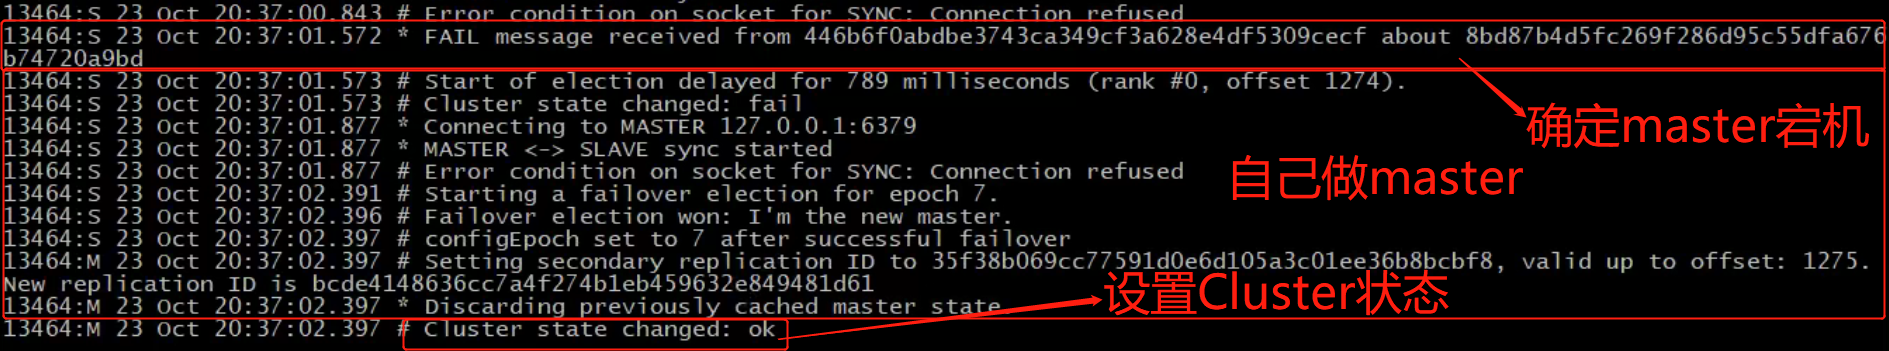 13464:S 23 Oct 20:37:00.843 # Error condition on socket for SYNC: Connection refused
13464:S 23 Oct 20:37:01.572 * FAIL message received from 446b6f0abdbe3743ca349cf3a628e4df5309cecf about 8bd87b4d5fc269f286d95c55dfa676
b74720a9bd
13464:S 23 Oct 20:37:01.573 # Start of election delayed for 789 milliseconds (rank #0, offset 1274).
13464:S 23 Oct 20:37:01.573 # Cluster state changed: fail
13464:S 23 Oct 20:37:01.877 * Connecting to MASTER 127.0.0.1:6379
确定master宕机
13464:S 23 Oct 20:37:01.877 * MASTER <-> SLAVE sync started
13464:S 23 Oct 20:37:01.877 # Error condition on socket for SYNC: Connection refused
自己做master
13464:S 23 Oct 20:37:02.391 # Starting a failover election for epoch 7.
13464:S 23 Oct 20:37:02.396 # Failover election won: I'm the new master.
13464:S 23 Oct 20:37:02.397 # configEpoch set to 7 after successful failover
13464:M 23 Oct 20:37:02.397 # Setting secondary replication ID to 35f38b069cc77591d0e6d105a3c01ee36b8bcbf8, valid up to offset: 1275.
New replication ID is bcde4148636cc7a4f274b1eb459632e849481d61
设置Cluster状态
13464:M 23 Oct 20:37:02.397 * Discarding previously cached master state.
13464:M 23 Oct 20:37:02.397 # Cluster state changed: ok